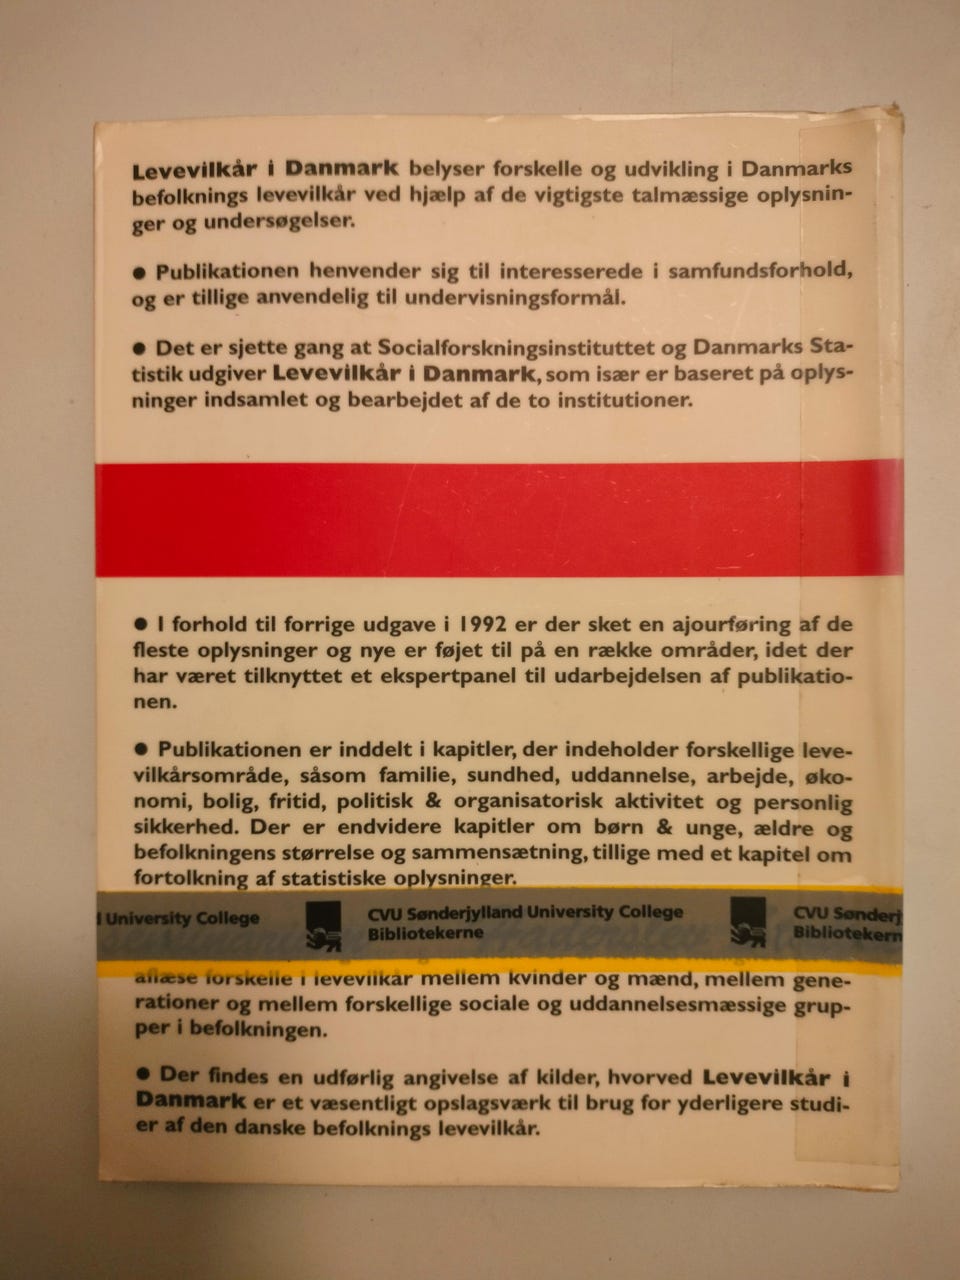 Levevilkår i Danmark belyser forskelle og udvikling i Danmarks
befolknings levevilkår ved hjælp af de vigtigste talmæssige oplysnin-
ger og undersøgelser.
● Publikationen henvender sig til interesserede i samfundsforhold,
og er tillige anvendelig til undervisningsformål.
● Det er sjette gang at Socialforskningsinstituttet og Danmarks Sta-
tistik udgiver Levevilkår i Danmark, som især er baseret på oplys-
ninger indsamlet og bearbejdet af de to institutioner.
● I forhold til forrige udgave i 1992 er der sket en ajourføring af de
fleste oplysninger og nye er føjet til på en række områder, idet der
har været tilknyttet et ekspertpanel til udarbejdelsen af publikatio-
nen.
● Publikationen er inddelt i kapitler, der indeholder forskellige leve-
vilkårsområde, såsom familie, sundhed, uddannelse, arbejde, øko-
nomi, bolig, fritid, politisk & organisatorisk aktivitet og personlig
sikkerhed. Der er endvidere kapitler om børn & unge, ældre og
befolkningens størrelse og sammensætning, tillige med et kapitel om
fortolkning af statistiske oplysninger.
University College
CVU Sønderjylland University College
Bibliotekerne
CVU Sønderj
Bibliotekern
aflæse forskelle i levevilkår mellem kvinder og mænd, mellem gene-
rationer og mellem forskellige sociale og uddannelsesmæssige grup-
per i befolkningen.
● Der findes en udførlig angivelse af kilder, hvorved Levevilkår i
Danmark er et væsentligt opslagsværk til brug for yderligere studi-
er af den danske befolknings levevilkår.